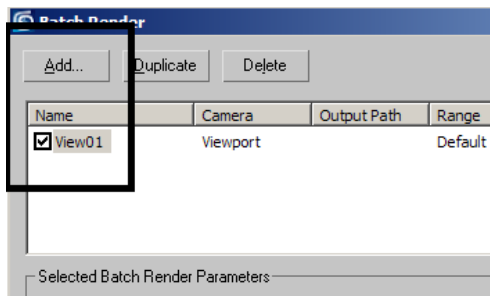 Batch Render
Add... Duplicate Delete
Name Camera Output Path Range
View01 Viewport Default
Selected Batch Render Parameters